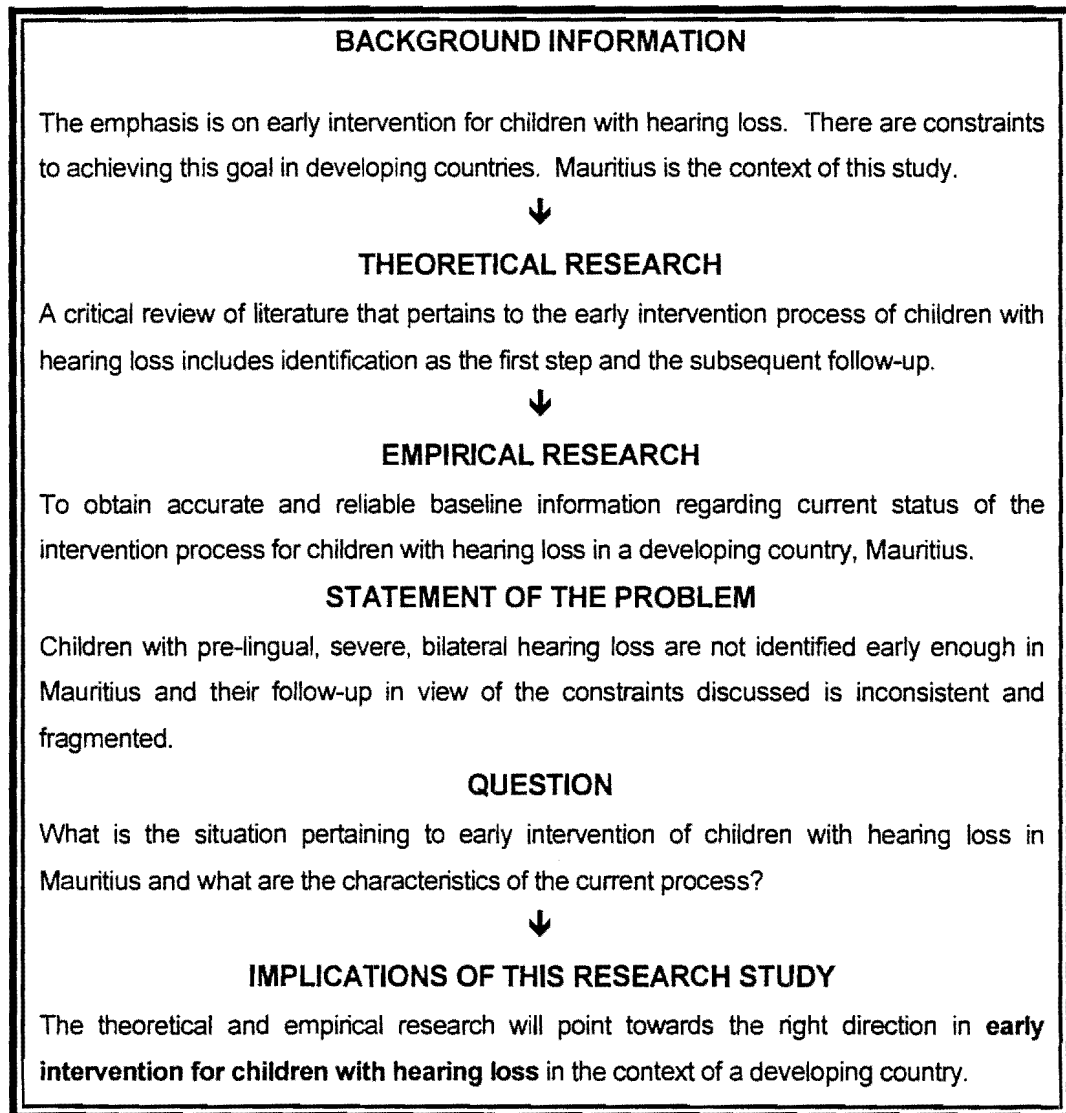 BACKGROUND INFORMATION
The emphasis is on early intervention for children with hearing loss. There are constraints
to achieving this goal in developing countries. Mauritius is the context of this study.
↓
THEORETICAL RESEARCH
A critical review of literature that pertains to the early intervention process of children with
hearing loss includes identification as the first step and the subsequent follow-up.
↓
EMPIRICAL RESEARCH
To obtain accurate and reliable baseline information regarding current status of the
intervention process for children with hearing loss in a developing country, Mauritius.
STATEMENT OF THE PROBLEM
Children with pre-lingual, severe, bilateral hearing loss are not identified early enough in
Mauritius and their follow-up in view of the constraints discussed is inconsistent and
fragmented.
QUESTION
What is the situation pertaining to early intervention of children with hearing loss in
Mauritius and what are the characteristics of the current process?
↓
IMPLICATIONS OF THIS RESEARCH STUDY
The theoretical and empirical research will point towards the right direction in early
intervention for children with hearing loss in the context of a developing country.